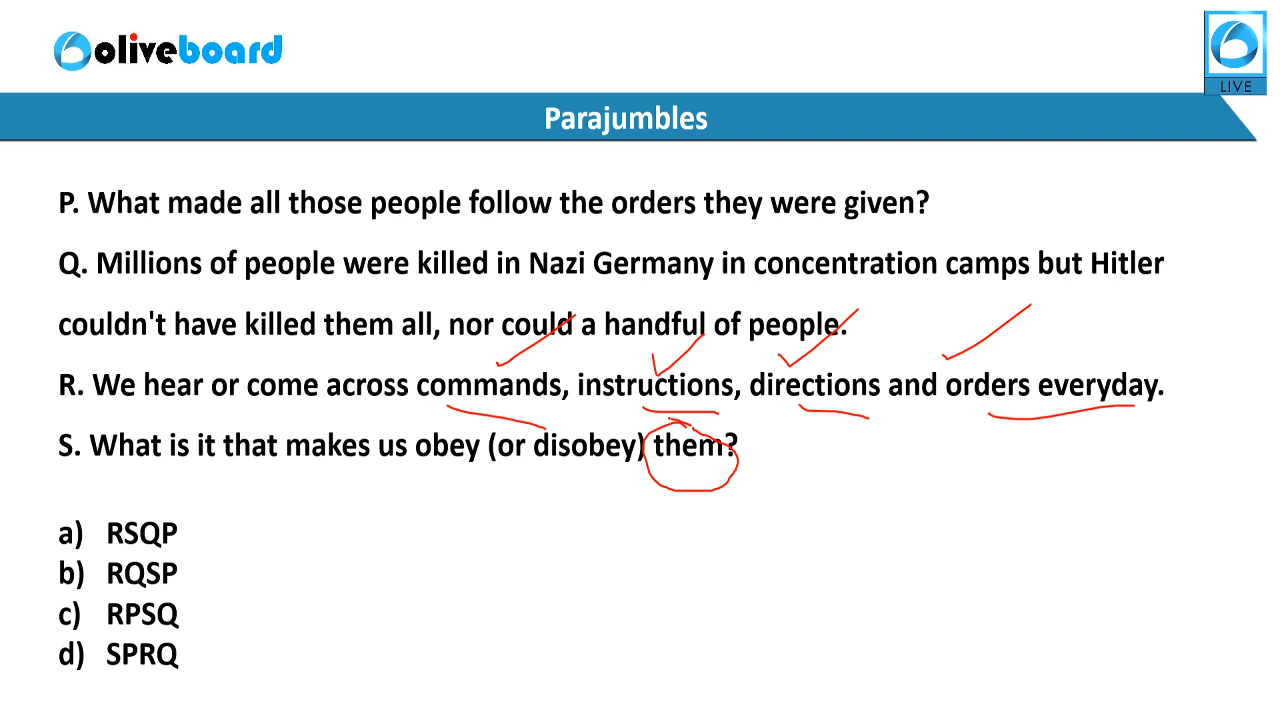 oliveboard
LIVE
Parajumbles
P. What made all those people follow the orders they were given?
Q. Millions of people were killed in Nazi Germany in concentration camps but Hitler
couldn't have killed them all, nor could a handful of people.
R. We hear or come across commands, instructions, directions and orders everyday.
S. What is it that makes us obey (or disobey) them?
a) RSQP
b) RQSP
c) RPSQ
d) SPRQ